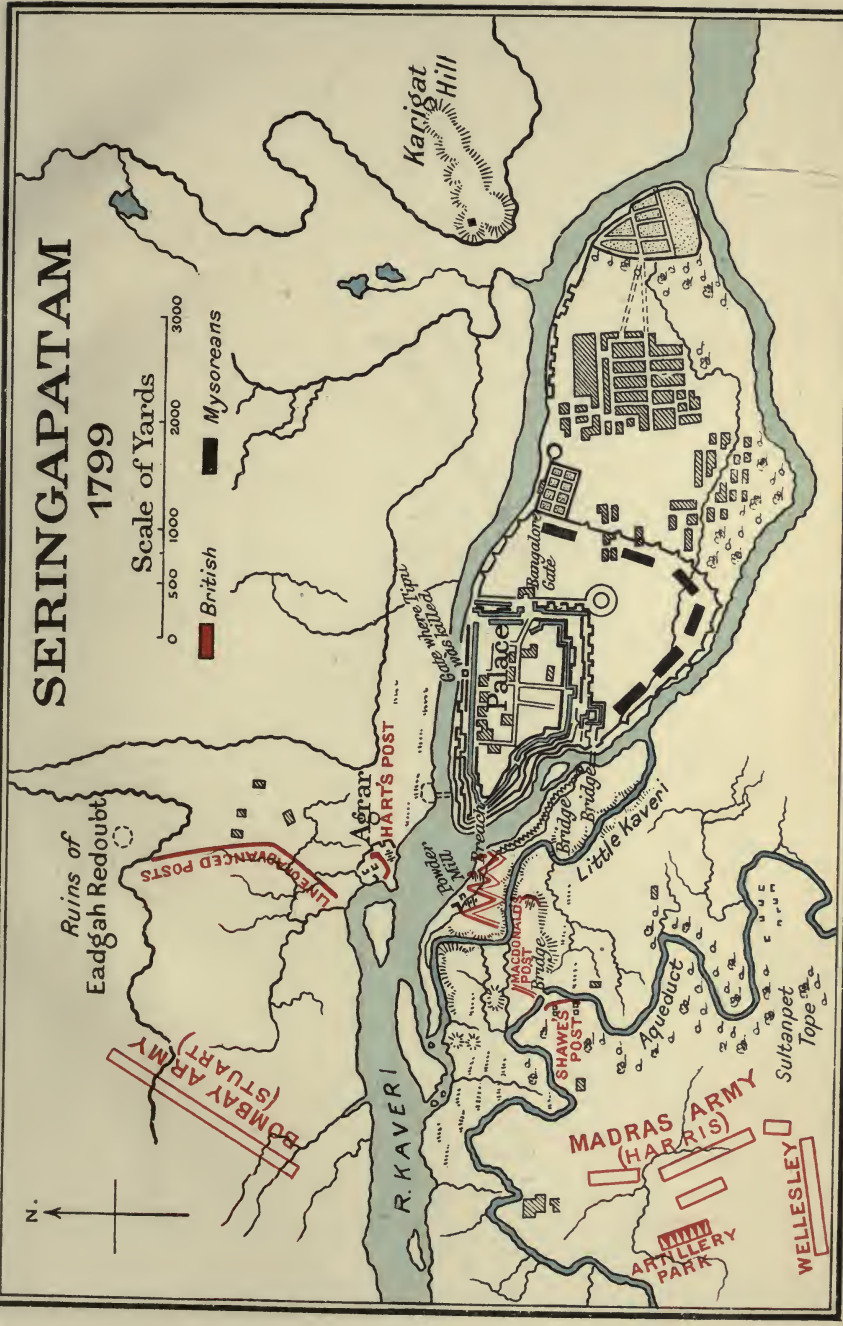 SERINGAPATAM
1799
Scale of Yards
0 500 1000 2000 3000
British
Mysoreans
N.
Ruins of
Eadgah Redoubt
LINE OF ADVANCED POSTS
BOMBAY ARMY
(STUART)
Karigat
Hill
Agrar
HART'S POST
Gate where Tipu
was killed
R. KAVERI
Powder
Mill
Breach
Palace
Bangalore
Gate
Bridge
Bridge
Little Kaveri
MACDONALD'S
POST
Bridge
SHAWE'S
POST
Aqueduct
Sultanpet
Tope
MADRAS ARMY
(HARRIS)
ARTILLERY
PARK
WELLESLEY